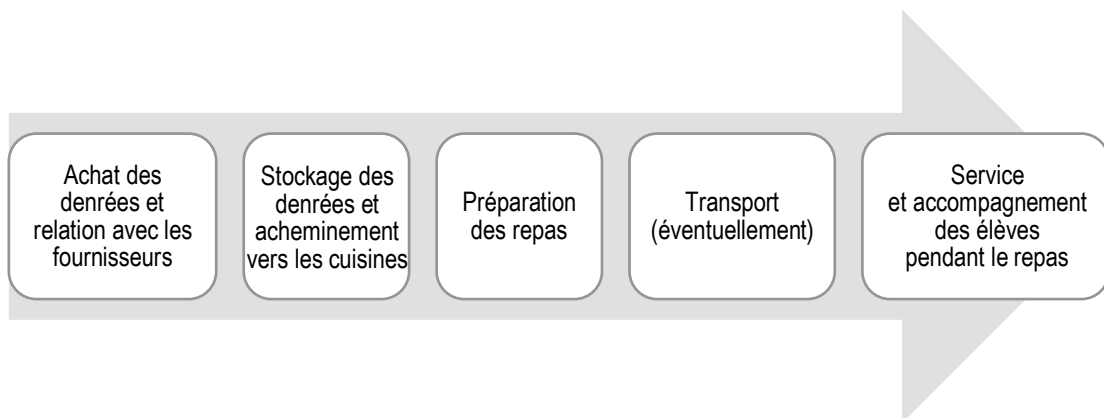 Achat des
denrées et
relation avec les
fournisseurs
Stockage des
denrées et
acheminement
vers les cuisines
Préparation
des repas
Transport
(éventuellement)
Service
et accompagnement
des élèves
pendant le repas